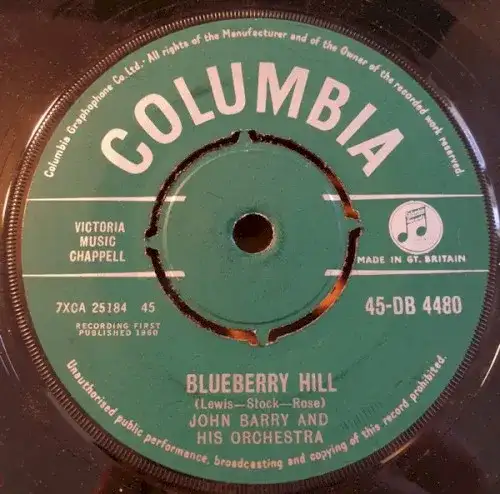 Columbia Graphophone Co. Ltd. All rights of the Manufacturer and of the Owner of the recorded work reserved.
COLUMBIA
VICTORIA
MUSIC
CHAPPELL
MADE IN GT. BRITAIN
7XCA 25184 45
45-DB 4480
RECORDING FIRST
PUBLISHED 1960
BLUEBERRY HILL
(Lewis—Stock—Rose)
JOHN BARRY AND
HIS ORCHESTRA
Unauthorised public performance, broadcasting and copying of this record prohibited.